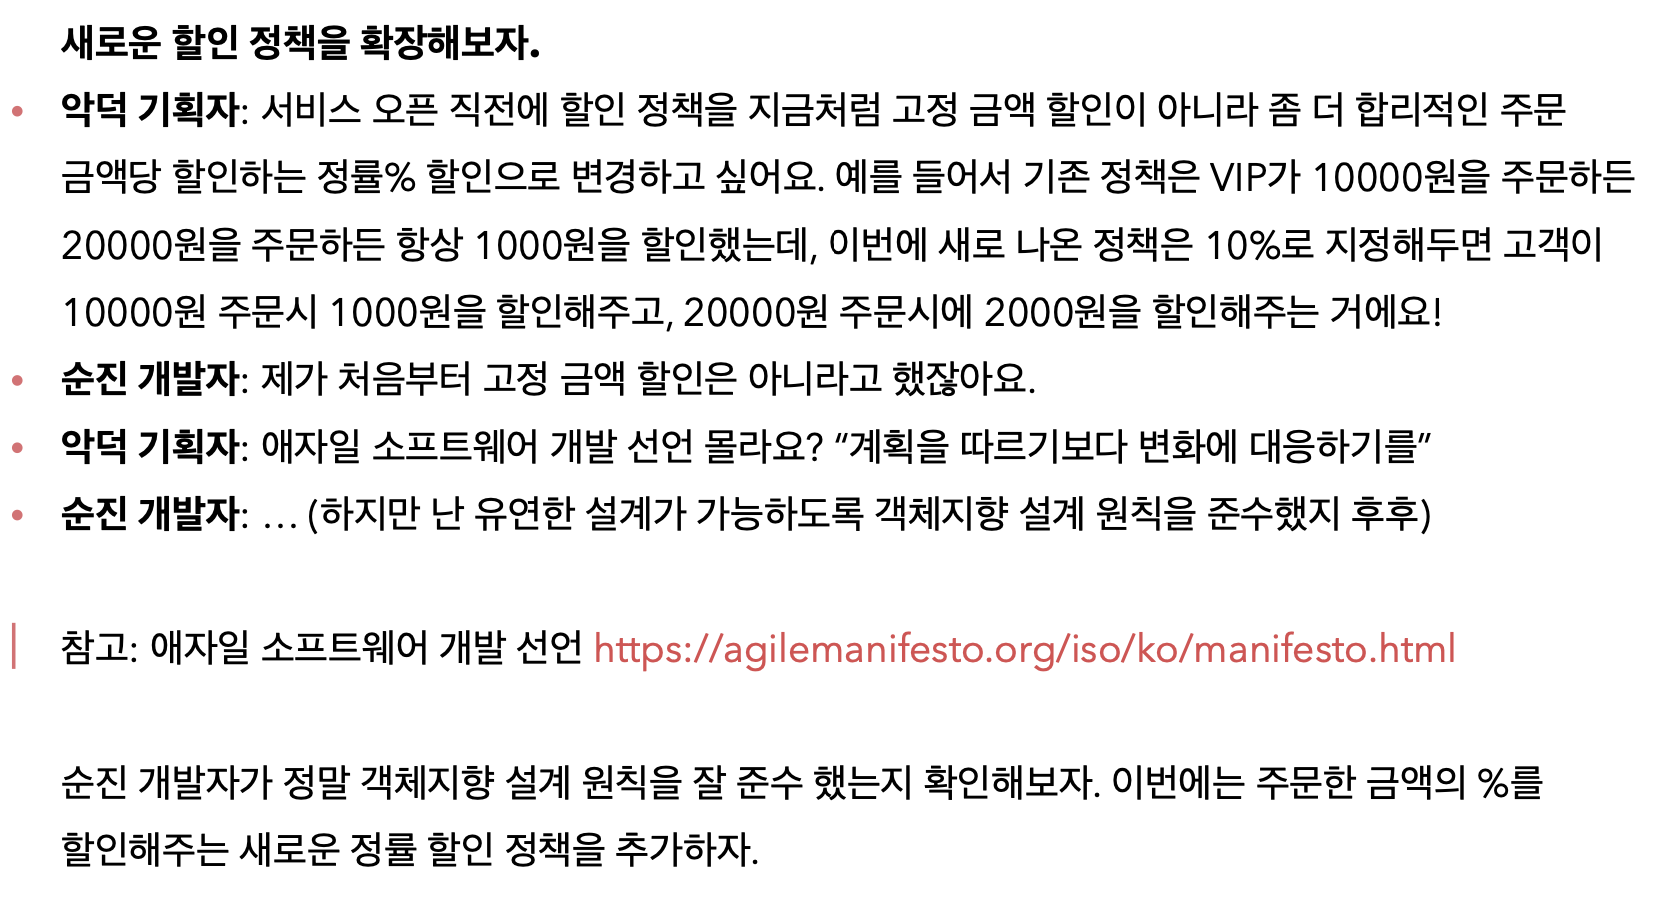 새로운 할인 정책을 확장해보자.
• 악덕 기획자: 서비스 오픈 직전에 할인 정책을 지금처럼 고정 금액 할인이 아니라 좀 더 합리적인 주문
금액당 할인하는 정률% 할인으로 변경하고 싶어요. 예를 들어서 기존 정책은 VIP가 10000원을 주문하든
20000원을 주문하든 항상 1000원을 할인했는데, 이번에 새로 나온 정책은 10%로 지정해두면 고객이
10000원 주문시 1000원을 할인해주고, 20000원 주문시에 2000원을 할인해주는 거에요!
• 순진 개발자: 제가 처음부터 고정 금액 할인은 아니라고 했잖아요.
• 악덕 기획자: 애자일 소프트웨어 개발 선언 몰라요? “계획을 따르기보다 변화에 대응하기를”
• 순진 개발자: … (하지만 난 유연한 설계가 가능하도록 객체지향 설계 원칙을 준수했지 후후)
참고: 애자일 소프트웨어 개발 선언 https://agilemanifesto.org/iso/ko/manifesto.html
순진 개발자가 정말 객체지향 설계 원칙을 잘 준수 했는지 확인해보자. 이번에는 주문한 금액의 %를
할인해주는 새로운 정률 할인 정책을 추가하자.